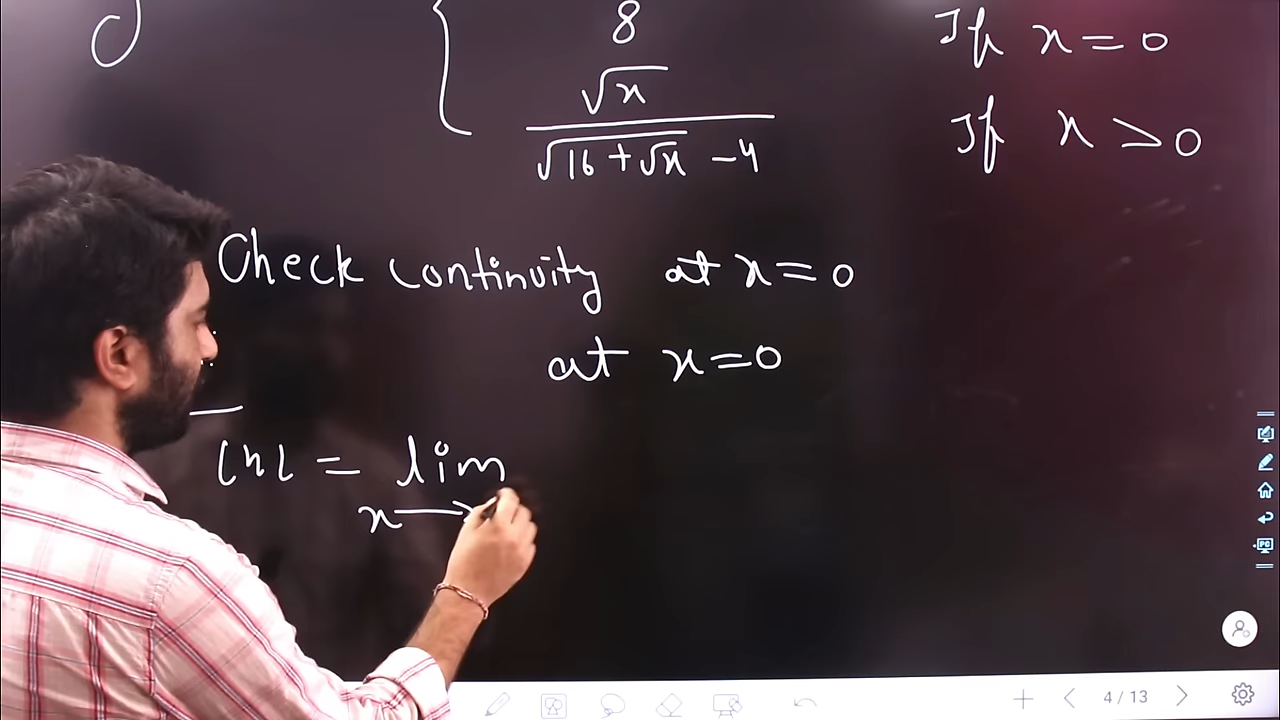 8 If x = 0
√x / (√(16 + √x) - 4) If x > 0
Check continuity at x = 0
at x = 0
LHL = lim
x →
4 / 13